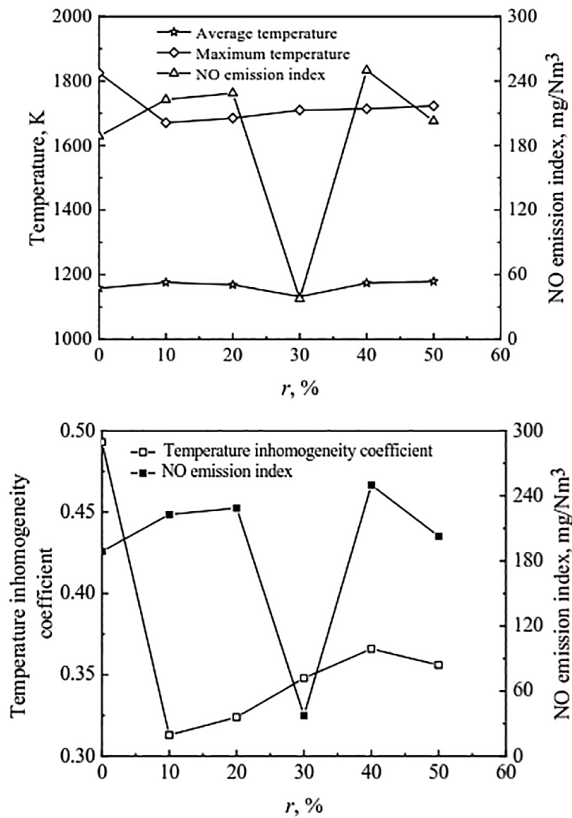 2000
1800
1600
1400
1200
1000
Temperature, K
Average temperature
Maximum temperature
NO emission index
300
240
180
120
60
0
NO emission index, mg/Nm3
0 10 20 30 40 50 60
r, %
0.50
0.45
0.40
0.35
0.30
Temperature inhomogeneity
coefficient
Temperature inhomogeneity coefficient
NO emission index
300
240
180
120
60
0
NO emission index, mg/Nm3
0 10 20 30 40 50 60
r, %